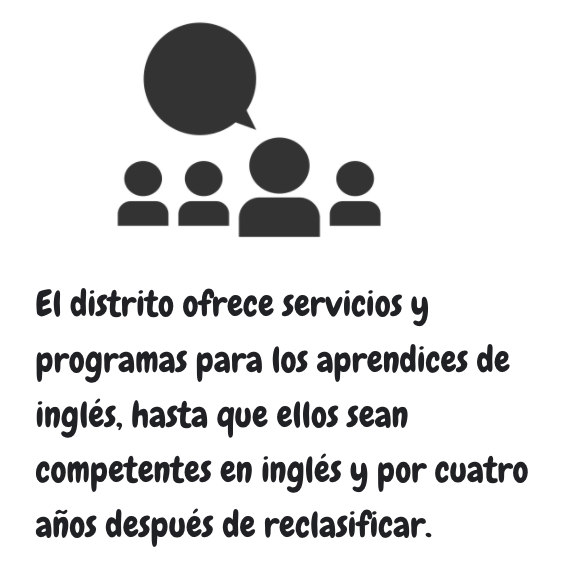 El distrito ofrece servicios y
programas para los aprendices de
inglés, hasta que ellos sean
competentes en inglés y por cuatro
años después de reclasificar.